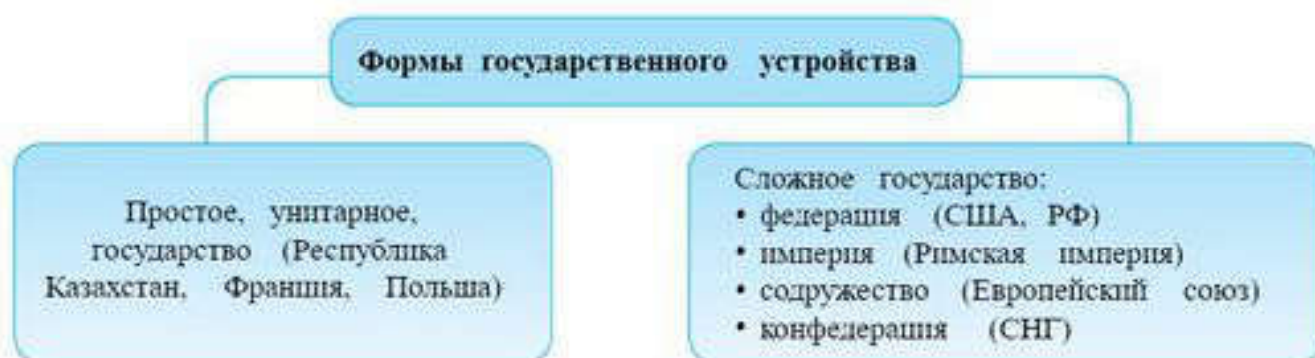 Формы государственного устройства
Простое, унитарное,
государство (Республика
Казахстан, Франция, Польша)
Сложное государство:
• федерация (США, РФ)
• империя (Римская империя)
• содружество (Европейский союз)
• конфедерация (СНГ)